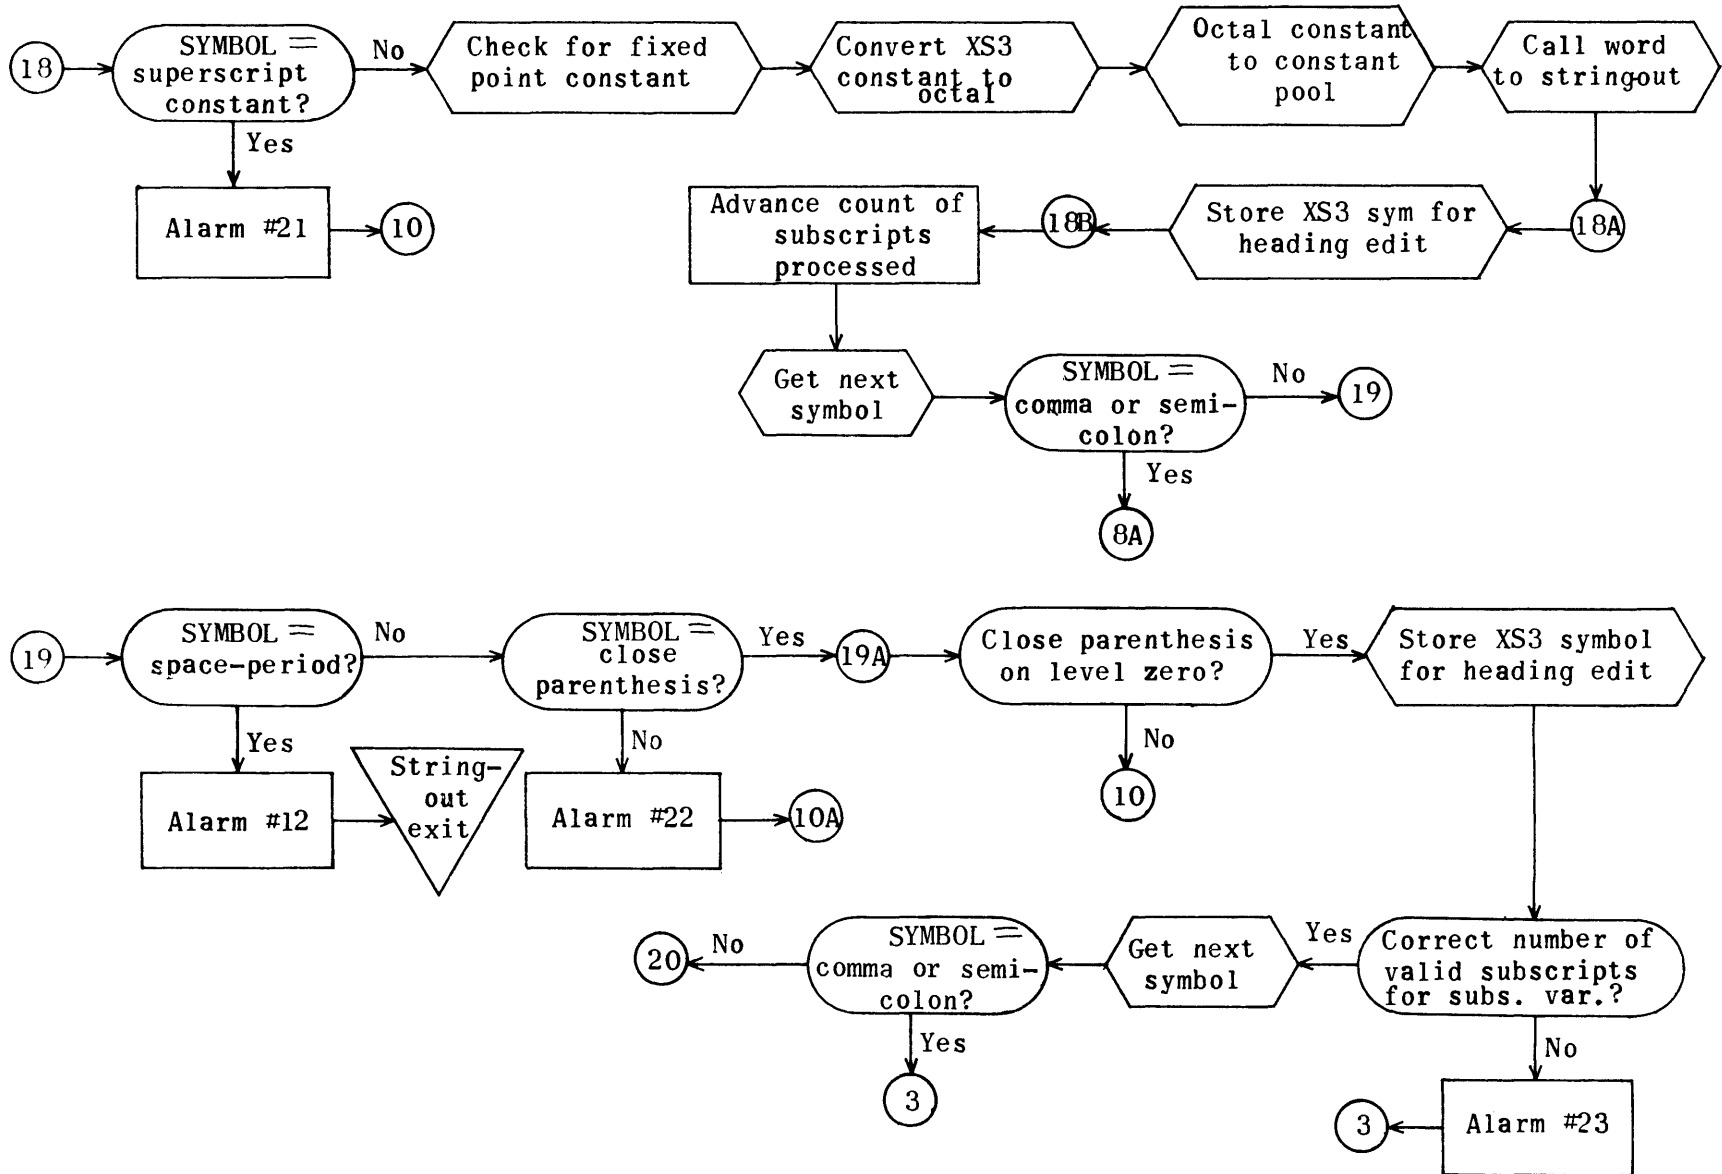 18
SYMBOL =
superscript
constant?
No
Check for fixed
point constant
Convert XS3
constant to
octal
Octal constant
to constant
pool
Call word
to string-out
Yes
Alarm #21
10
Advance count of
subscripts
processed
18B
Store XS3 sym for
heading edit
18A
Get next
symbol
SYMBOL =
comma or semi-
colon?
No
19
Yes
8A
19
SYMBOL =
space-period?
No
SYMBOL =
close
parenthesis?
Yes
19A
Close parenthesis
on level zero?
Yes
Store XS3 symbol
for heading edit
Yes
Alarm #12
String-
out
exit
No
Alarm #22
10A
No
10
20
No
SYMBOL =
comma or semi-
colon?
Get next
symbol
Yes
Correct number of
valid subscripts
for subs. var.?
Yes
3
No
3
Alarm #23